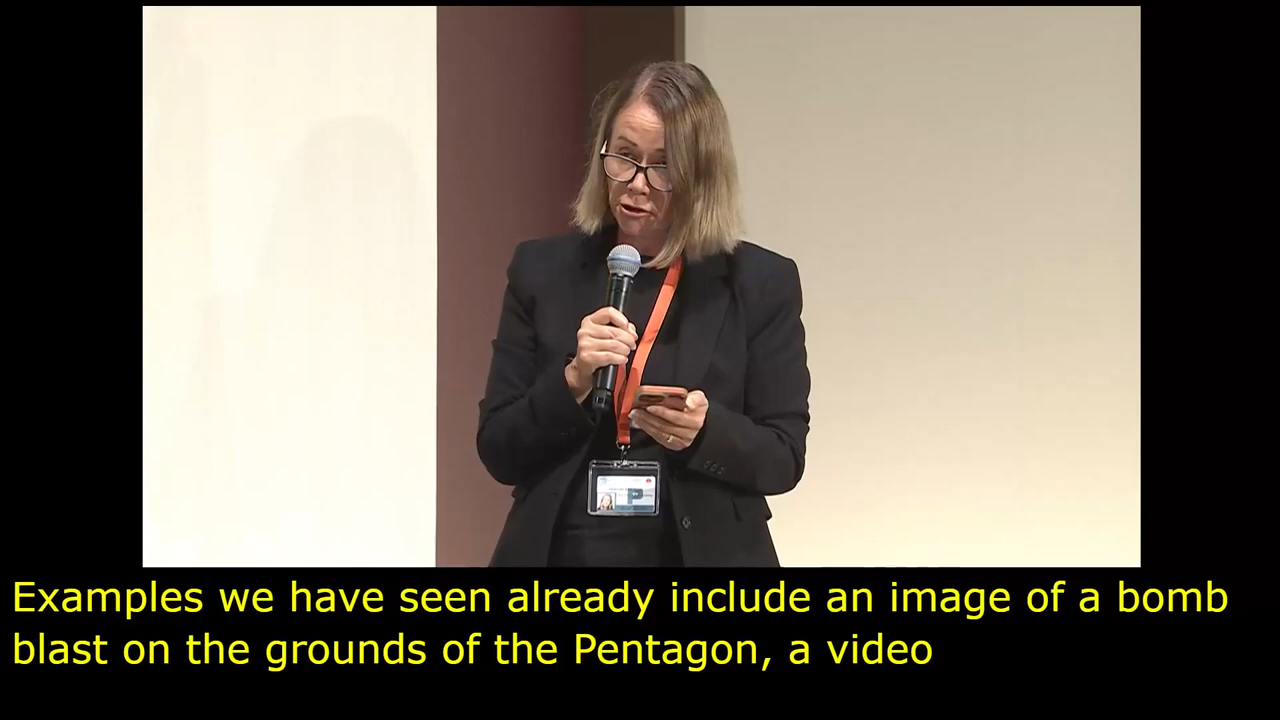 P
Examples we have seen already include an image of a bomb
blast on the grounds of the Pentagon, a video